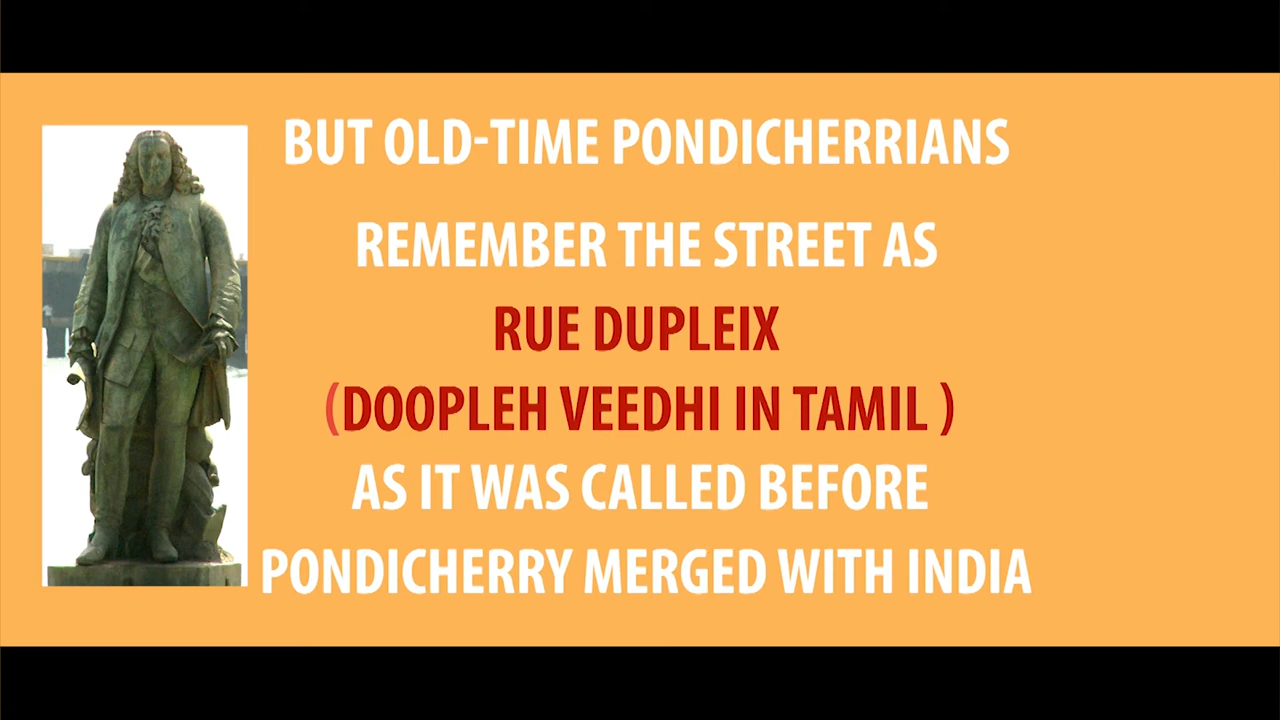 BUT OLD-TIME PONDICHERRIANS
REMEMBER THE STREET AS
RUE DUPLEIX
(DOOPLEH VEEDHI IN TAMIL )
AS IT WAS CALLED BEFORE
PONDICHERRY MERGED WITH INDIA